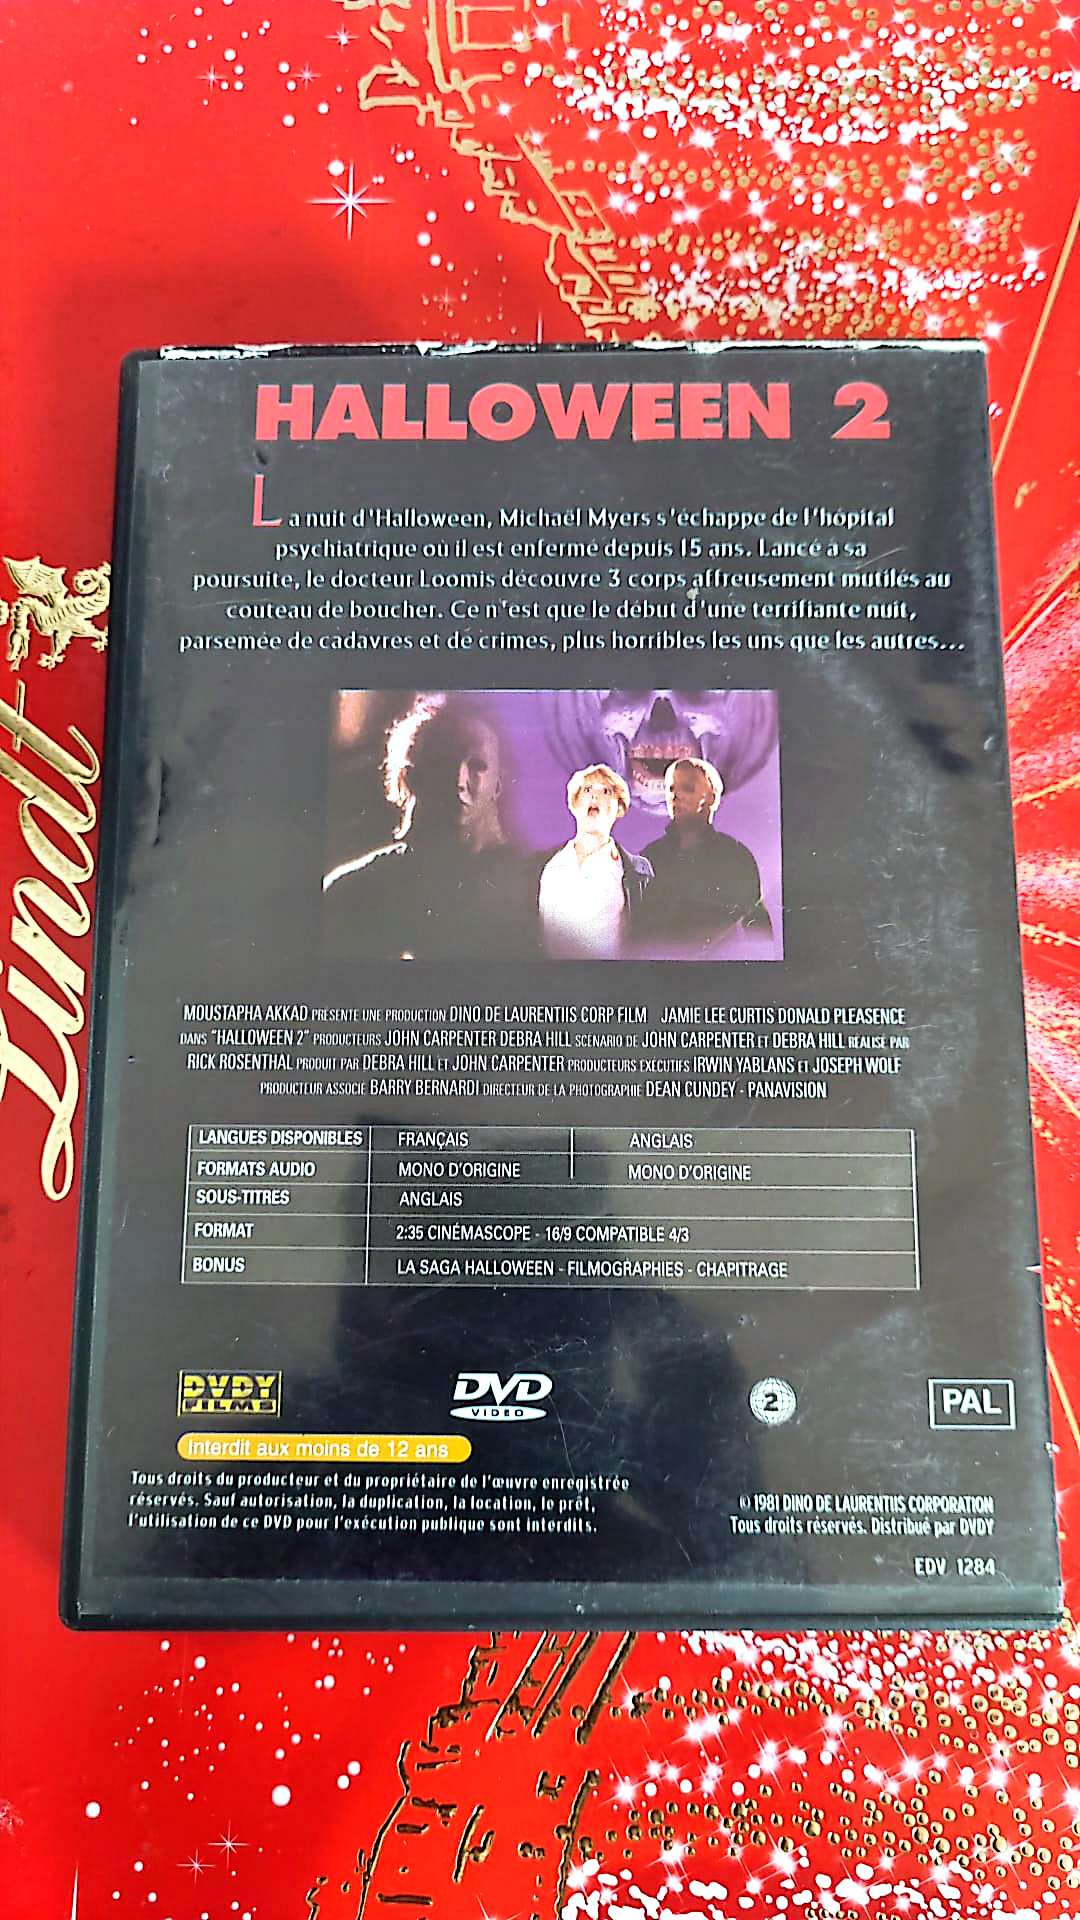 HALLOWEEN 2
La nuit d'Halloween, Michaël Myers s'échappe de l'hôpital
psychiatrique où il est enfermé depuis 15 ans. Lancé à sa
poursuite, le docteur Loomis découvre 3 corps affreusement mutilés au
couteau de boucher. Ce n'est que le début d'une terrifiante nuit,
parsemée de cadavres et de crimes, plus horribles les uns que les autres...
Lindt
MOUSTAPHA AKKAD PRÉSENTE UNE PRODUCTION DINO DE LAURENTIIS CORP FILM JAMIE LEE CURTIS DONALD PLEASENCE
DANS "HALLOWEEN 2" PRODUCTEURS JOHN CARPENTER DEBRA HILL SCÉNARIO DE JOHN CARPENTER ET DEBRA HILL RÉALISÉ PAR
RICK ROSENTHAL PRODUIT PAR DEBRA HILL ET JOHN CARPENTER PRODUCTEURS EXÉCUTIFS IRWIN YABLANS ET JOSEPH WOLF
PRODUCTEUR ASSOCIÉ BARRY BERNARDI DIRECTEUR DE LA PHOTOGRAPHIE DEAN CUNDEY - PANAVISION
LANGUES DISPONIBLES FRANÇAIS ANGLAIS
FORMATS AUDIO MONO D'ORIGINE MONO D'ORIGINE
SOUS-TITRES ANGLAIS
FORMAT 2:35 CINÉMASCOPE - 16/9 COMPATIBLE 4/3
BONUS LA SAGA HALLOWEEN - FILMOGRAPHIES - CHAPITRAGE
DVDY FILMS
DVD VIDEO
2
PAL
Interdit aux moins de 12 ans
Tous droits du producteur et du propriétaire de l'œuvre enregistrée
réservés. Sauf autorisation, la duplication, la location, le prêt,
l'utilisation de ce DVD pour l'exécution publique sont interdits.
© 1981 DINO DE LAURENTIIS CORPORATION
Tous droits réservés. Distribué par DVDY
EDV 1284